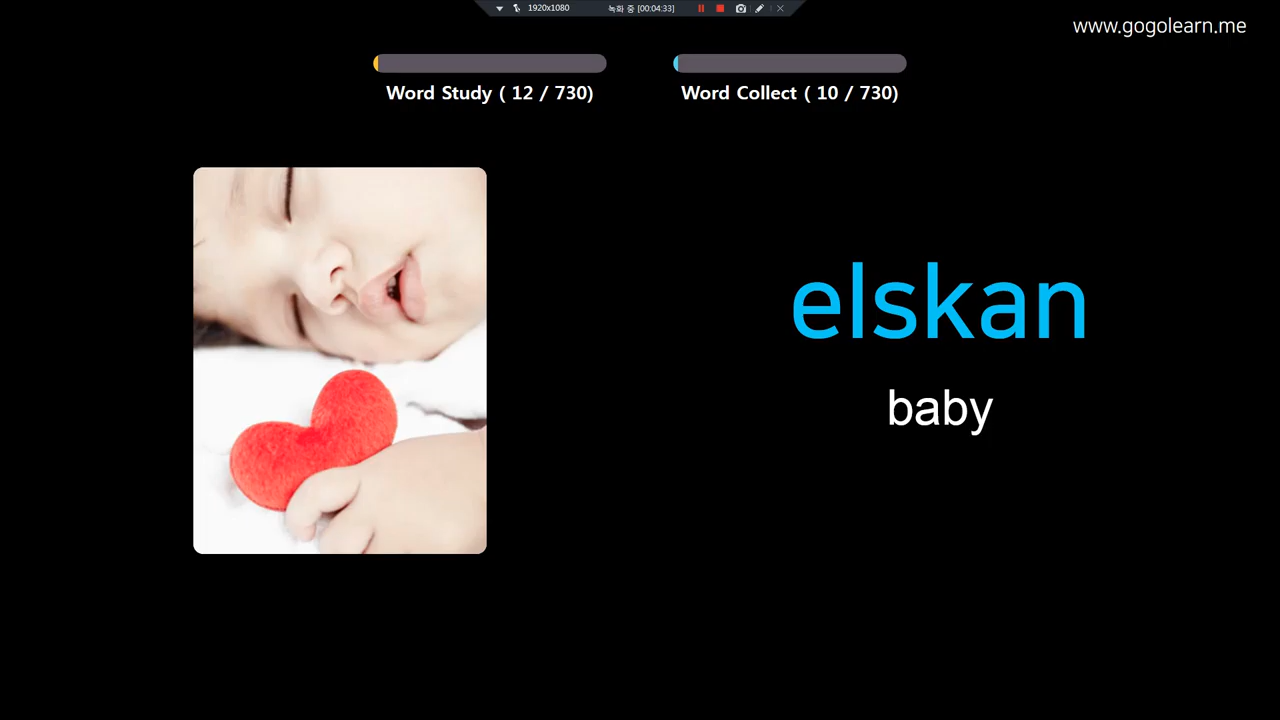 1920x1080
녹화 중 [00:04:33]
www.gogolearn.me
Word Study ( 12 / 730)
Word Collect ( 10 / 730)
elskan
baby